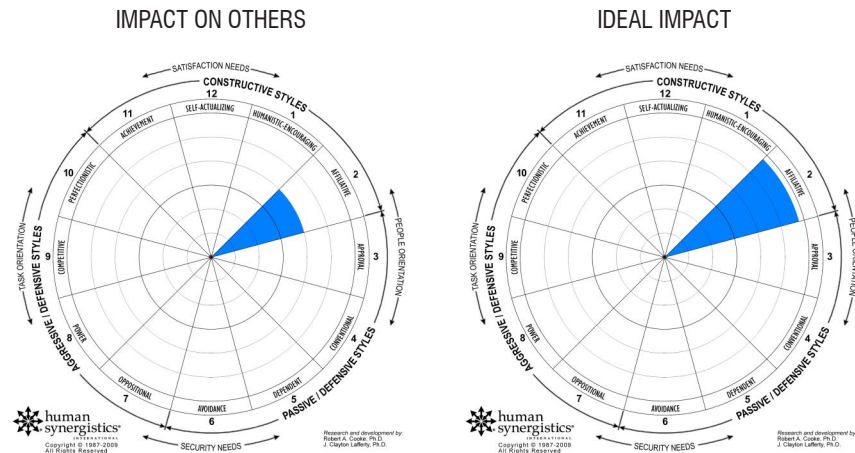 IMPACT ON OTHERS
SATISFACTION NEEDS
CONSTRUCTIVE STYLES
12
SELF-ACTUALIZING
1
HUMANISTIC-ENCOURAGING
2
AFFILIATIVE
PEOPLE ORIENTATION
3
APPROVAL
4
CONVENTIONAL
PASSIVE / DEFENSIVE STYLES
5
DEPENDENT
6
AVOIDANCE
SECURITY NEEDS
7
OPPOSITIONAL
8
POWER
AGGRESSIVE / DEFENSIVE STYLES
TASK ORIENTATION
9
COMPETITIVE
10
PERFECTIONISTIC
11
ACHIEVEMENT
human
synergistics®
INTERNATIONAL
Copyright © 1987-2009
All Rights Reserved
Research and development by:
Robert A. Cooke, Ph.D.
J. Clayton Lafferty, Ph.D.
IDEAL IMPACT
SATISFACTION NEEDS
CONSTRUCTIVE STYLES
12
SELF-ACTUALIZING
1
HUMANISTIC-ENCOURAGING
2
AFFILIATIVE
PEOPLE ORIENTATION
3
APPROVAL
4
CONVENTIONAL
PASSIVE / DEFENSIVE STYLES
5
DEPENDENT
6
AVOIDANCE
SECURITY NEEDS
7
OPPOSITIONAL
8
POWER
AGGRESSIVE / DEFENSIVE STYLES
TASK ORIENTATION
9
COMPETITIVE
10
PERFECTIONISTIC
11
ACHIEVEMENT
human
synergistics®
INTERNATIONAL
Copyright © 1987-2009
All Rights Reserved
Research and development by:
Robert A. Cooke, Ph.D.
J. Clayton Lafferty, Ph.D.